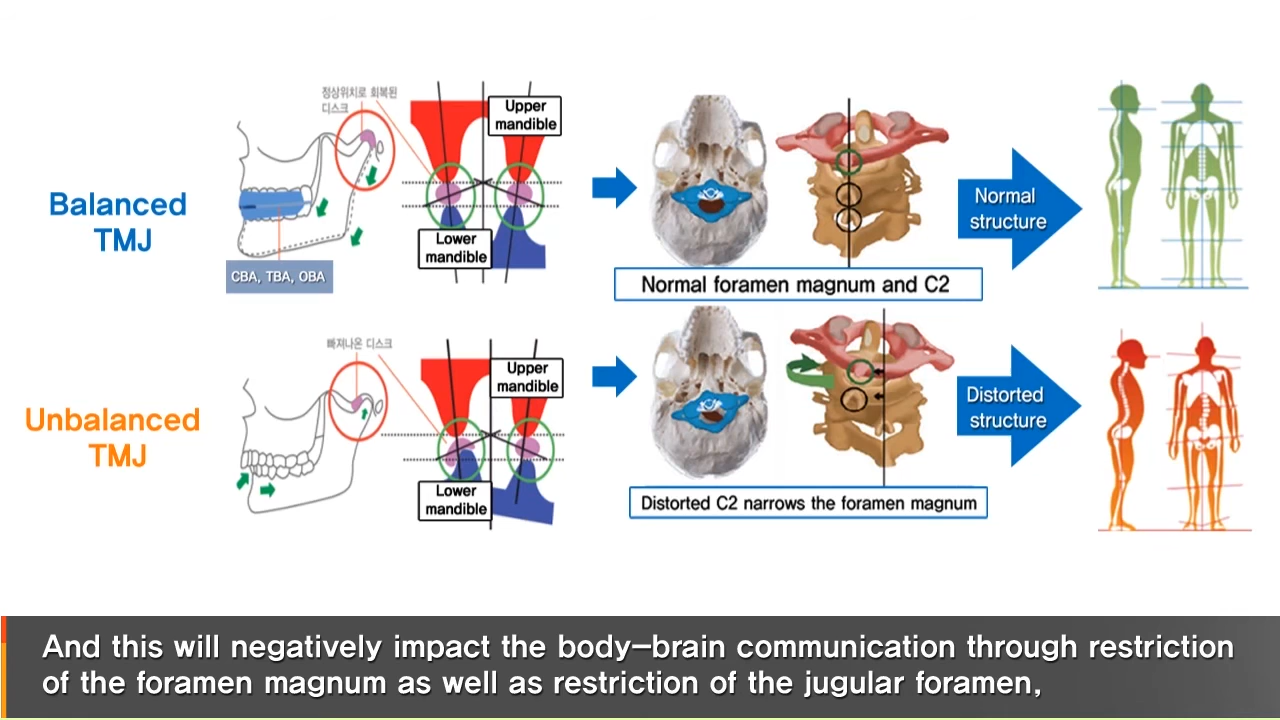 정상위치로 회복된
디스크
Upper
mandible
Balanced
TMJ
Lower
mandible
CBA, TBA, OBA
Normal
structure
Normal foramen magnum and C2
빠져나온 디스크
Upper
mandible
Unbalanced
TMJ
Lower
mandible
Distorted
structure
Distorted C2 narrows the foramen magnum
And this will negatively impact the body–brain communication through restriction
of the foramen magnum as well as restriction of the jugular foramen,